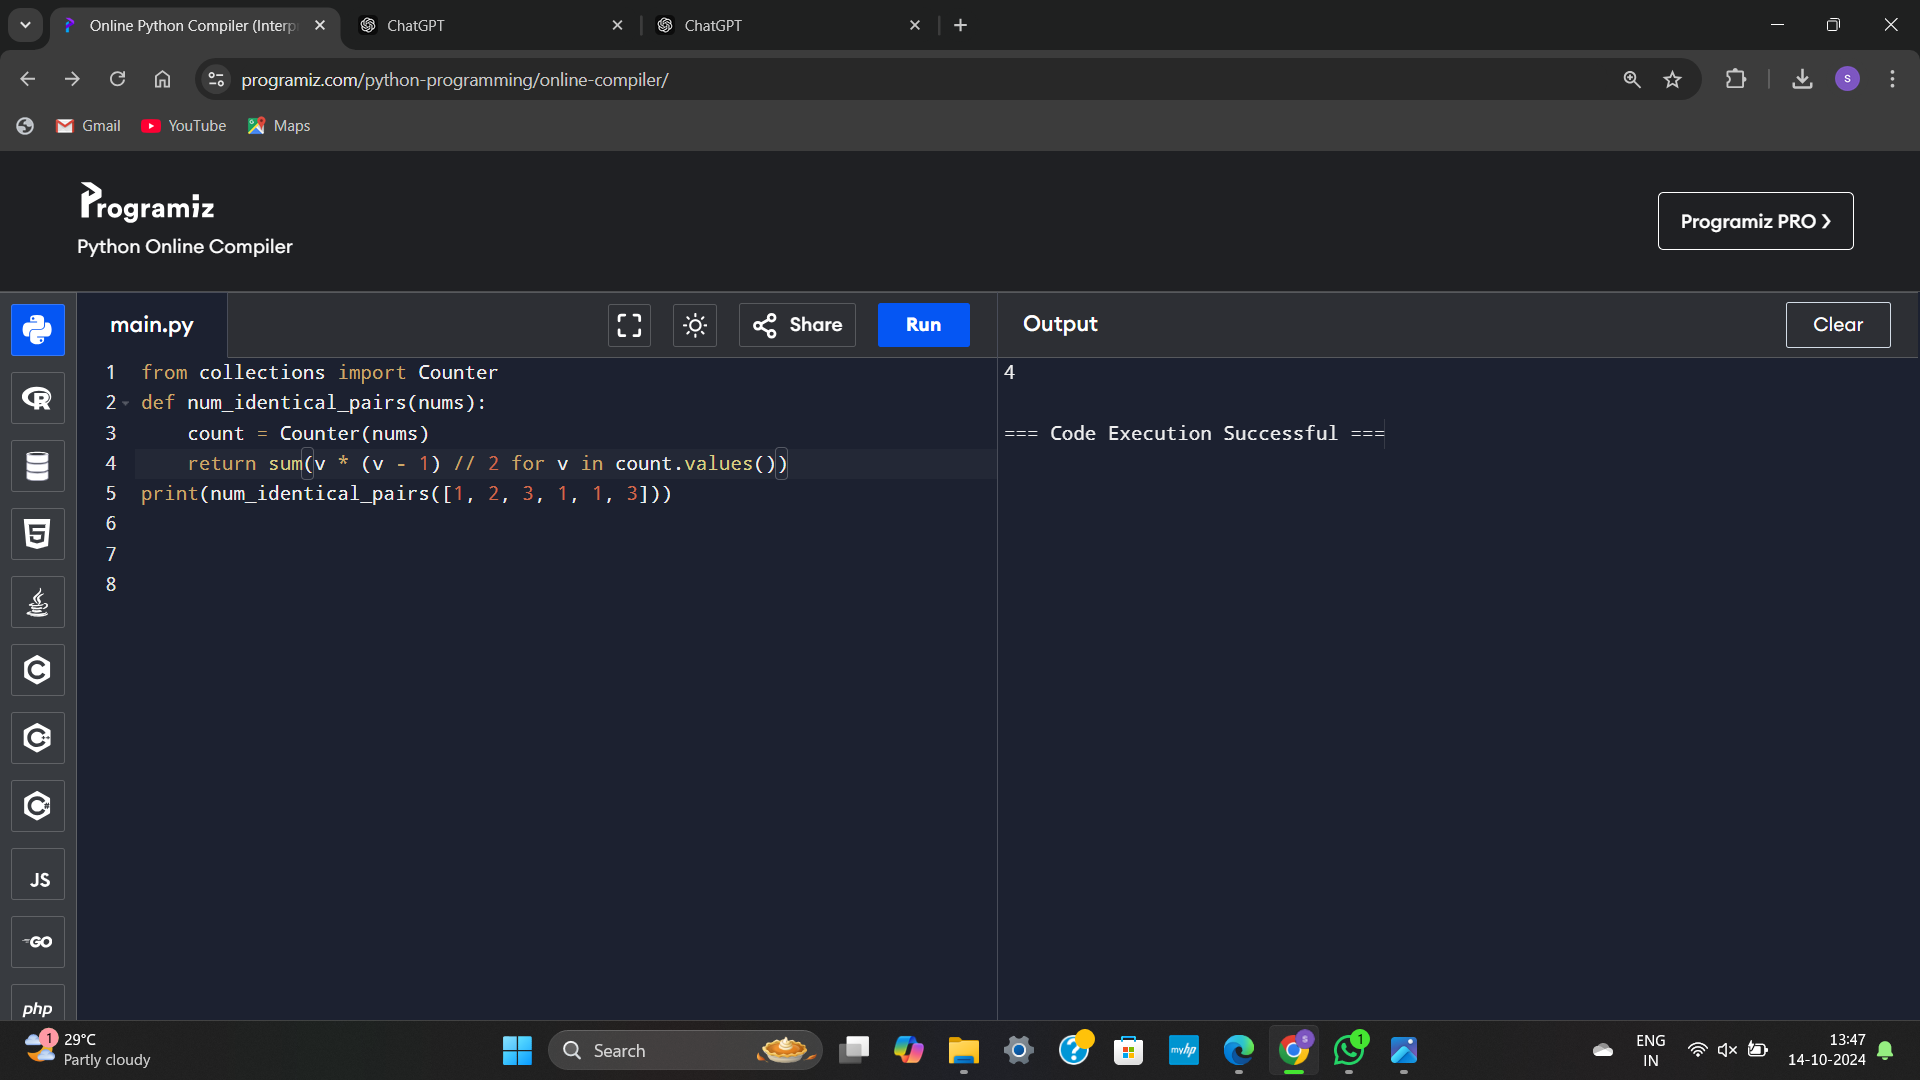 Online Python Compiler (Interp
ChatGPT
ChatGPT
programiz.com/python-programming/online-compiler/
S
Gmail
YouTube
Maps
Programiz
Python Online Compiler
Programiz PRO
main.py
Share
Run
Output
Clear
1 from collections import Counter
2 def num_identical_pairs(nums):
3     count = Counter(nums)
4     return sum(v * (v - 1) // 2 for v in count.values())
5 print(num_identical_pairs([1, 2, 3, 1, 1, 3]))
6
7
8
4
=== Code Execution Successful ===
R
5
C
C++
C#
JS
GO
php
1
29°C
Partly cloudy
Search
myhp
S
1
ENG
IN
13:47
14-10-2024